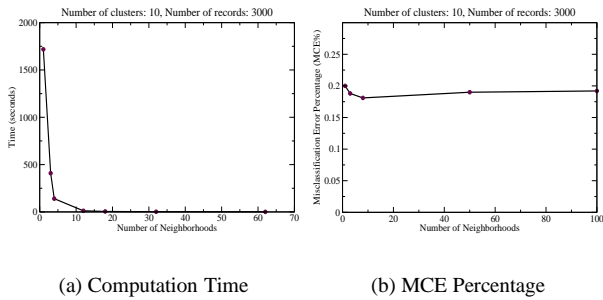 Number of clusters: 10, Number of records: 3000
2000
1500
1000
500
0
Time (seconds)
0 10 20 30 40 50 60 70
Number of Neighborhoods
(a) Computation Time
Number of clusters: 10, Number of records: 3000
0.25
0.2
0.15
0.1
0.05
0
Misclassification Error Percentage (MCE%)
0 20 40 60 80 100
Number of Neighborhoods
(b) MCE Percentage